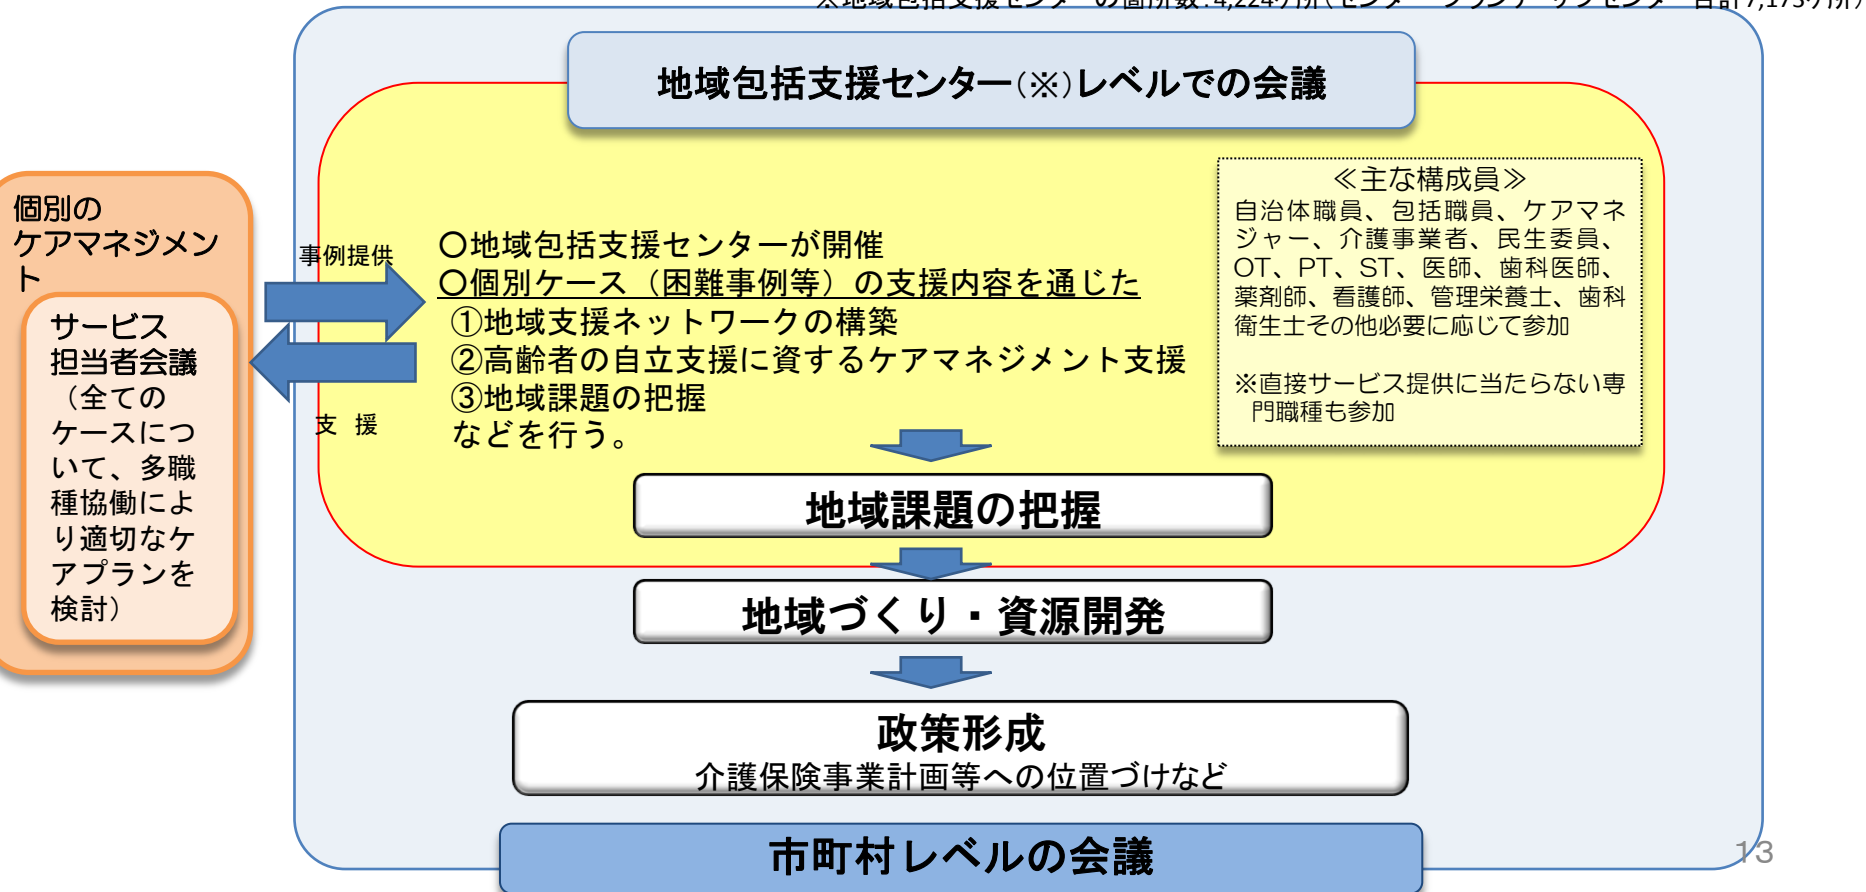 地域包括支援センター(※)レベルでの会議
個別の
ケアマネジメン
ト
サービス
担当者会議
（全ての
ケースにつ
いて、多職
種協働によ
り適切なケ
アプランを
検討）
事例提供
支 援
〇地域包括支援センターが開催
〇個別ケース（困難事例等）の支援内容を通じた
①地域支援ネットワークの構築
②高齢者の自立支援に資するケアマネジメント支援
③地域課題の把握
などを行う。
≪主な構成員≫
自治体職員、包括職員、ケアマネ
ジャー、介護事業者、民生委員、
OT、PT、ST、医師、歯科医師、
薬剤師、看護師、管理栄養士、歯科
衛生士その他必要に応じて参加
※直接サービス提供に当たらない専
門職種も参加
地域課題の把握
地域づくり・資源開発
政策形成
介護保険事業計画等への位置づけなど
市町村レベルの会議
13